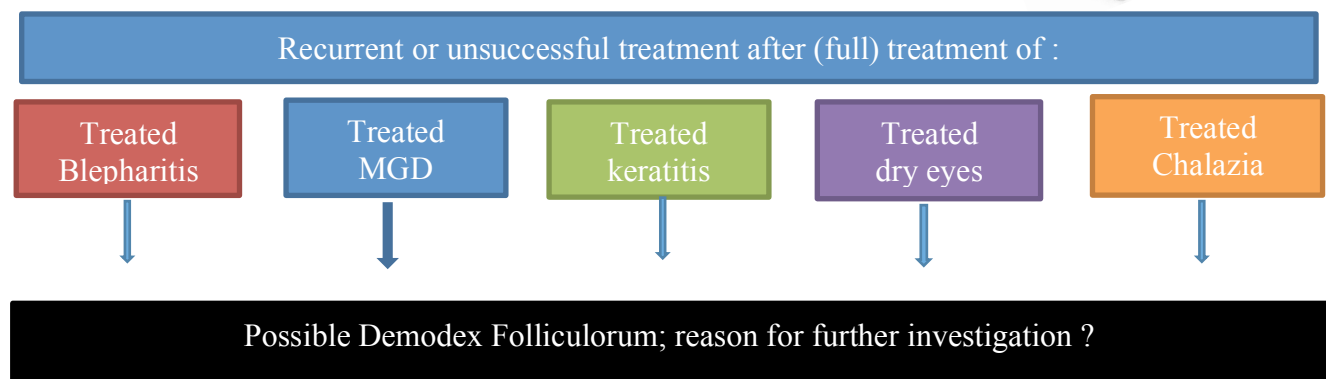 Recurrent or unsuccessful treatment after (full) treatment of :
Treated
Blepharitis
Treated
MGD
Treated
keratitis
Treated
dry eyes
Treated
Chalazia
Possible Demodex Folliculorum; reason for further investigation ?